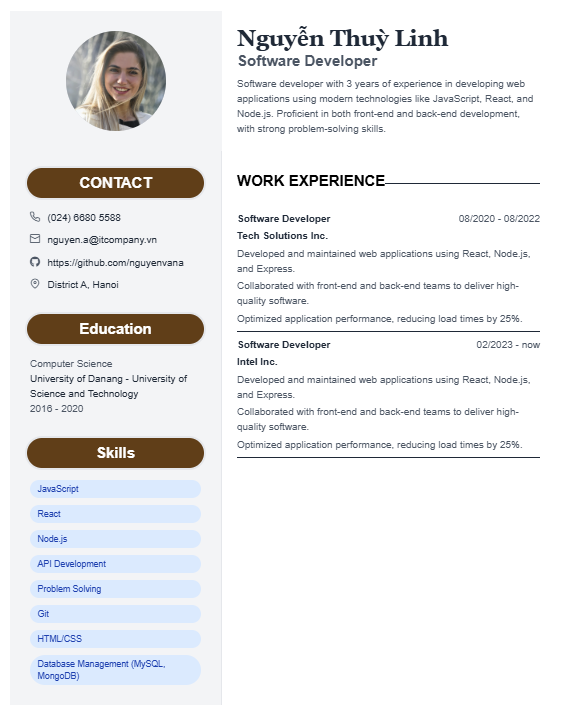 Nguyễn Thuỳ Linh
Software Developer
Software developer with 3 years of experience in developing web
applications using modern technologies like JavaScript, React, and
Node.js. Proficient in both front-end and back-end development,
with strong problem-solving skills.
CONTACT
(024) 6680 5588
nguyen.a@itcompany.vn
https://github.com/nguyenvana
District A, Hanoi
Education
Computer Science
University of Danang - University of
Science and Technology
2016 - 2020
Skills
JavaScript
React
Node.js
API Development
Problem Solving
Git
HTML/CSS
Database Management (MySQL,
MongoDB)
WORK EXPERIENCE
Software Developer 08/2020 - 08/2022
Tech Solutions Inc.
Developed and maintained web applications using React, Node.js,
and Express.
Collaborated with front-end and back-end teams to deliver high-
quality software.
Optimized application performance, reducing load times by 25%.
Software Developer 02/2023 - now
Intel Inc.
Developed and maintained web applications using React, Node.js,
and Express.
Collaborated with front-end and back-end teams to deliver high-
quality software.
Optimized application performance, reducing load times by 25%.